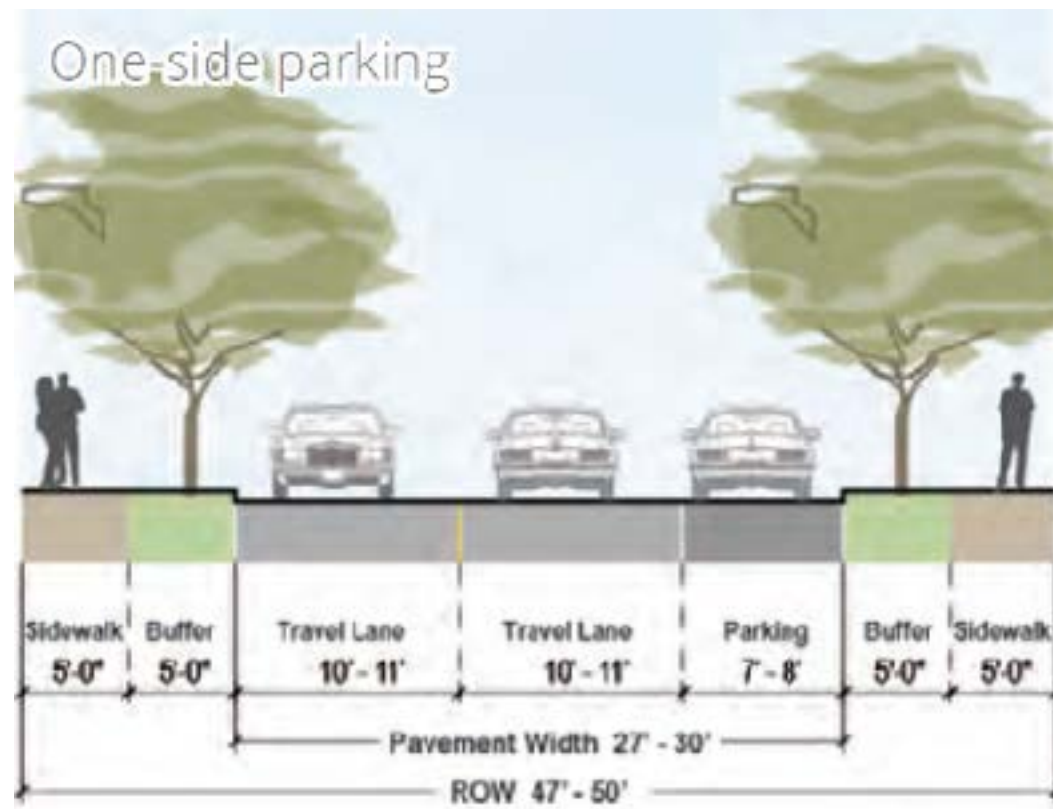 One-side parking
Sidewalk Buffer Travel Lane Travel Lane Parking Buffer Sidewalk
5'-0" 5'-0" 10' - 11' 10' - 11' 7' - 8' 5'-0" 5'-0"
Pavement Width 27' - 30'
ROW 47' - 50'